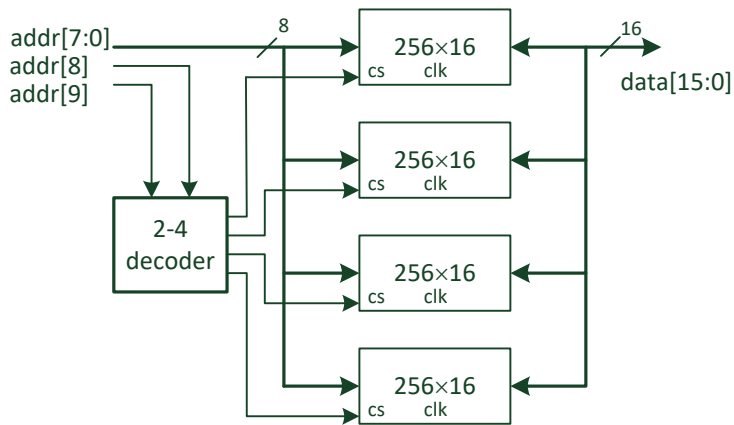 addr[7:0]
addr[8]
addr[9]
8
256×16
cs clk
16
data[15:0]
256×16
cs clk
2-4
decoder
256×16
cs clk
256×16
cs clk